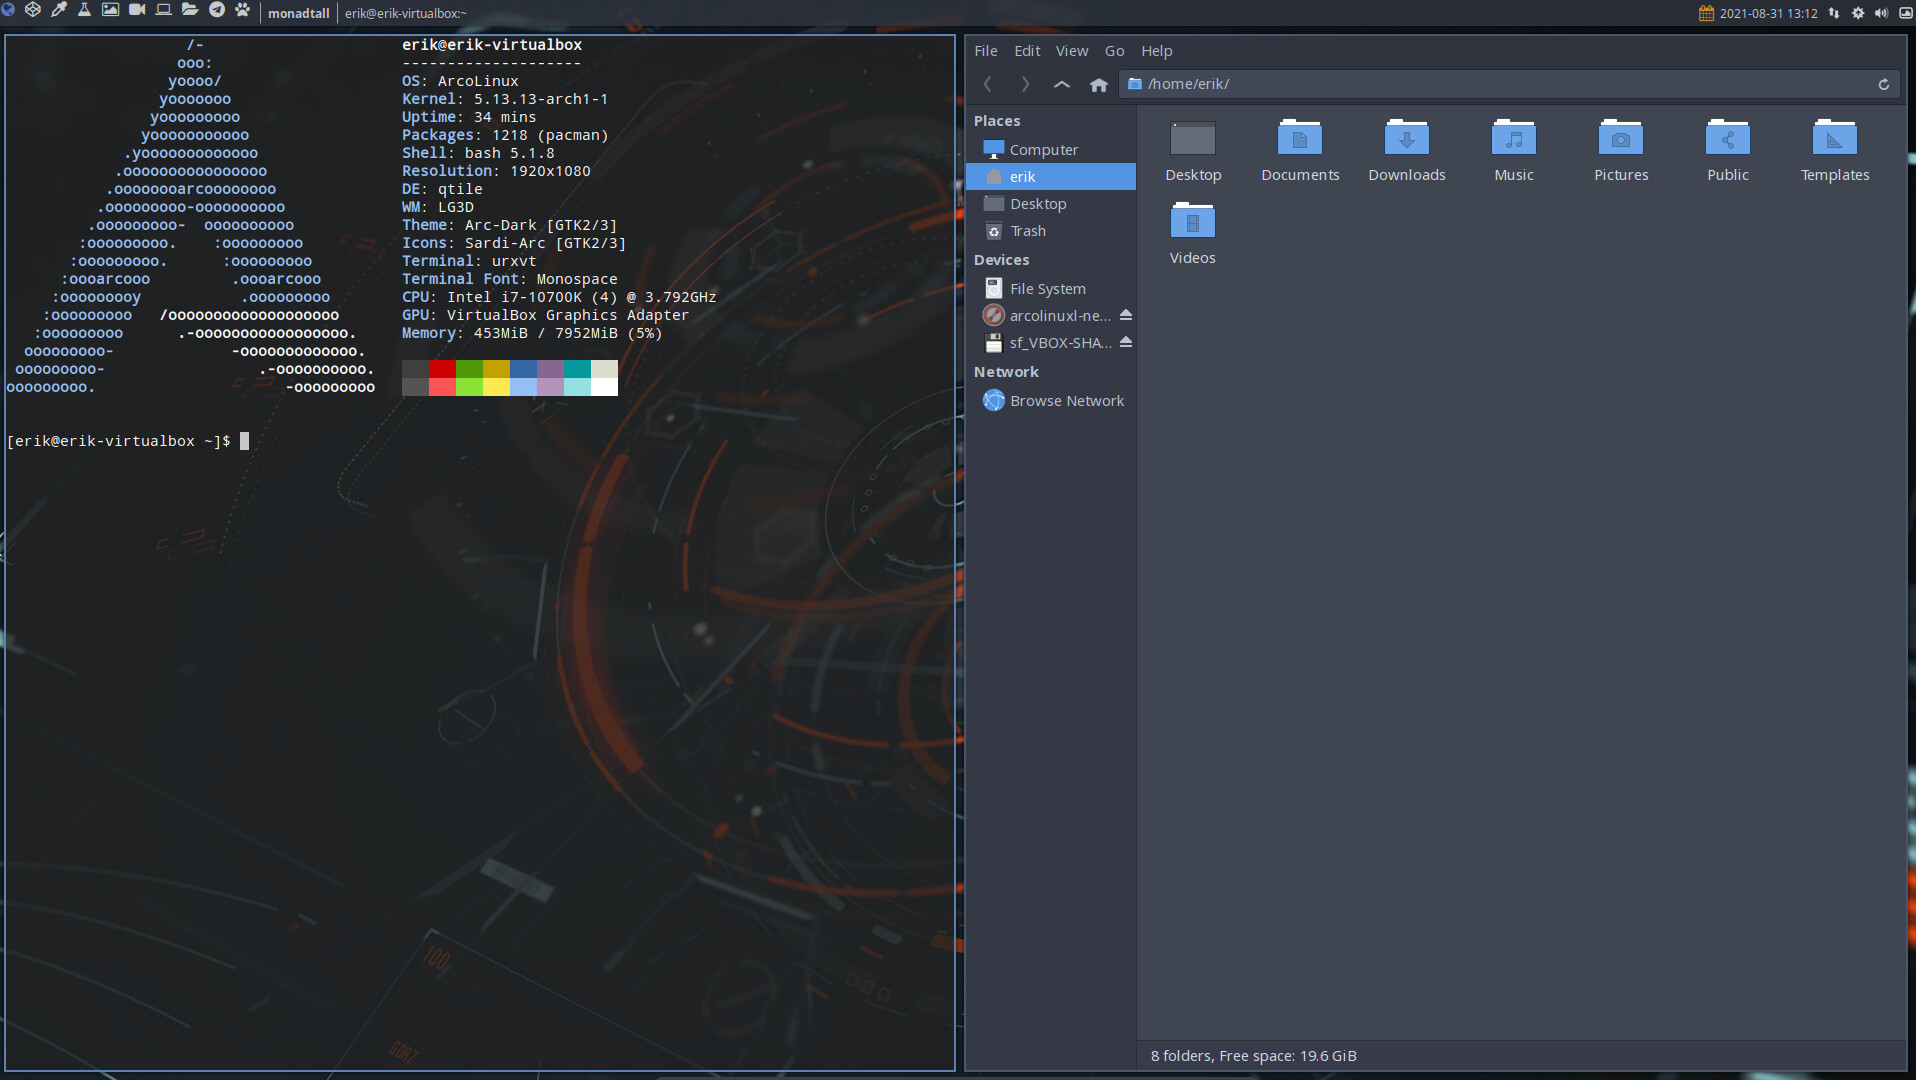 monadtall erik@erik-virtualbox:~ 2021-08-31 13:12
/-
ooo:
yoooo/
yooooooo
yooooooooo
yooooooooooo
.yooooooooooooo
.oooooooooooooooo
.oooooooarcoooooooo
.ooooooooo-oooooooooo
.ooooooooo-  oooooooooo
:ooooooooo.    :ooooooooo
:ooooooooo.      :ooooooooo
:oooarcooo         .oooarcooo
:ooooooooy           .ooooooooo
:ooooooooo   /ooooooooooooooooooo
:ooooooooo      .-ooooooooooooooooo.
ooooooooo-             -ooooooooooooo.
ooooooooo-                 .-oooooooooo.
ooooooooo.                     -ooooooooo
erik@erik-virtualbox
--------------------
OS: ArcoLinux
Kernel: 5.13.13-arch1-1
Uptime: 34 mins
Packages: 1218 (pacman)
Shell: bash 5.1.8
Resolution: 1920x1080
DE: qtile
WM: LG3D
Theme: Arc-Dark [GTK2/3]
Icons: Sardi-Arc [GTK2/3]
Terminal: urxvt
Terminal Font: Monospace
CPU: Intel i7-10700K (4) @ 3.792GHz
GPU: VirtualBox Graphics Adapter
Memory: 453MiB / 7952MiB (5%)
[erik@erik-virtualbox ~]$
100
File Edit View Go Help
/home/erik/
Places
Computer
erik
Desktop
Trash
Devices
File System
arcolinuxl-ne...
sf_VBOX-SHA...
Network
Browse Network
Desktop Documents Downloads Music Pictures Public Templates
Videos
8 folders, Free space: 19.6 GiB